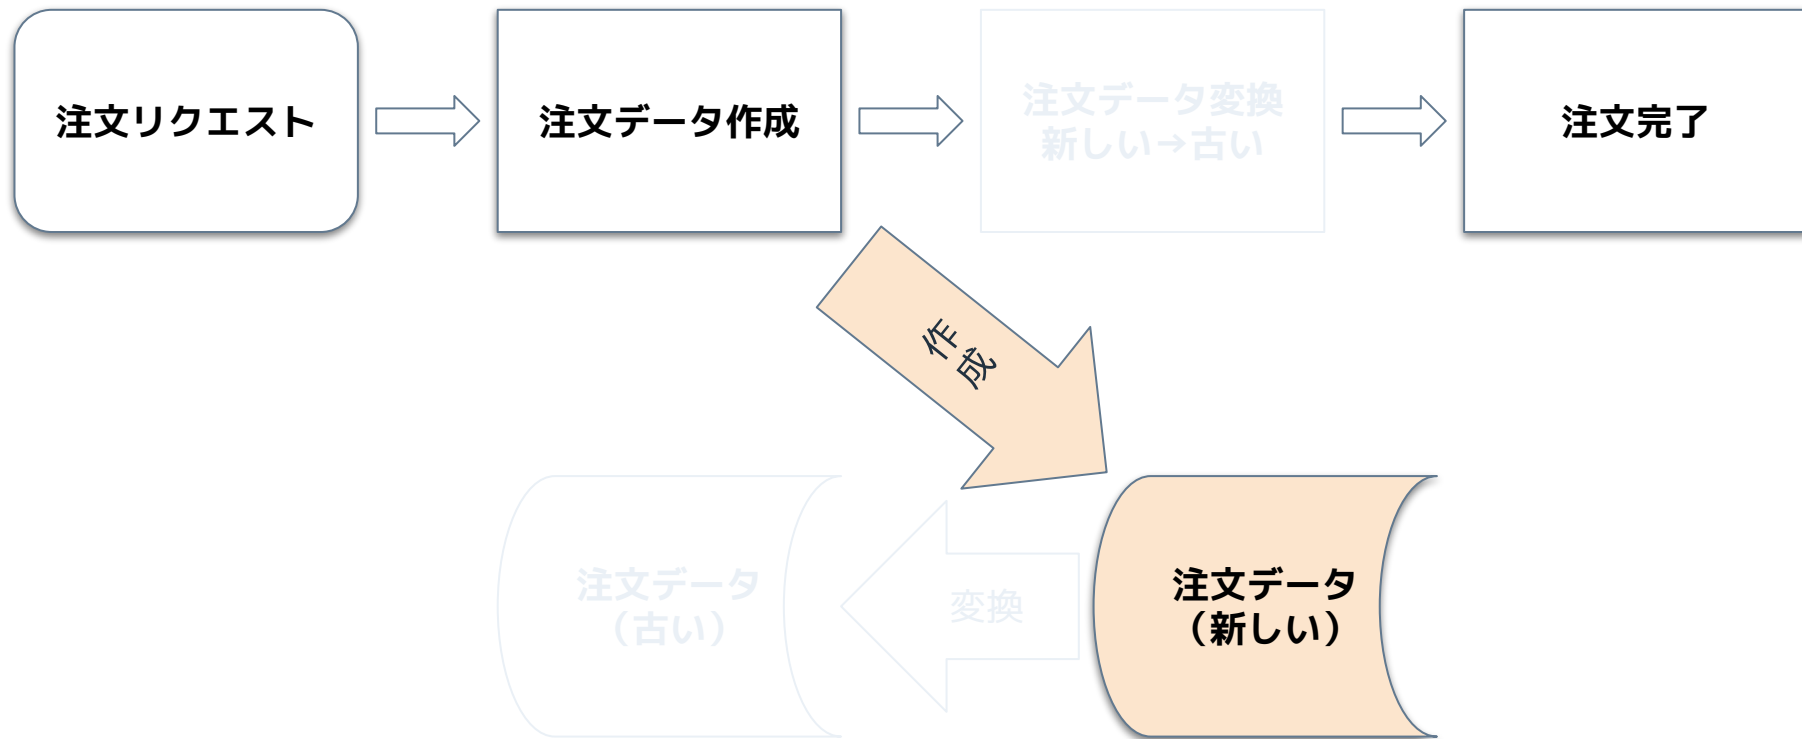 注文リクエスト
注文データ作成
注文データ変換
新しい→古い
注文完了
作成
注文データ
（古い）
変換
注文データ
（新しい）